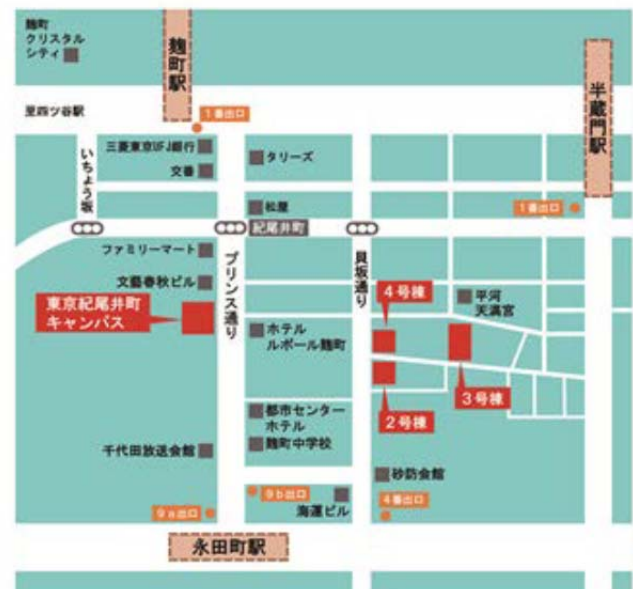 麹町
クリスタル
シティ
麹町駅
半蔵門駅
至四ツ谷駅
1番出口
いちょう坂
三菱東京UFJ銀行
交番
タリーズ
松屋
1番出口
紀尾井町
ファミリーマート
プリンス通り
貝坂通り
文藝春秋ビル
4号棟
平河
天満宮
東京紀尾井町
キャンパス
ホテル
ルポール麹町
3号棟
2号棟
都市センター
ホテル
麹町中学校
千代田放送会館
砂防会館
9b出口
4番出口
9a出口
海運ビル
永田町駅